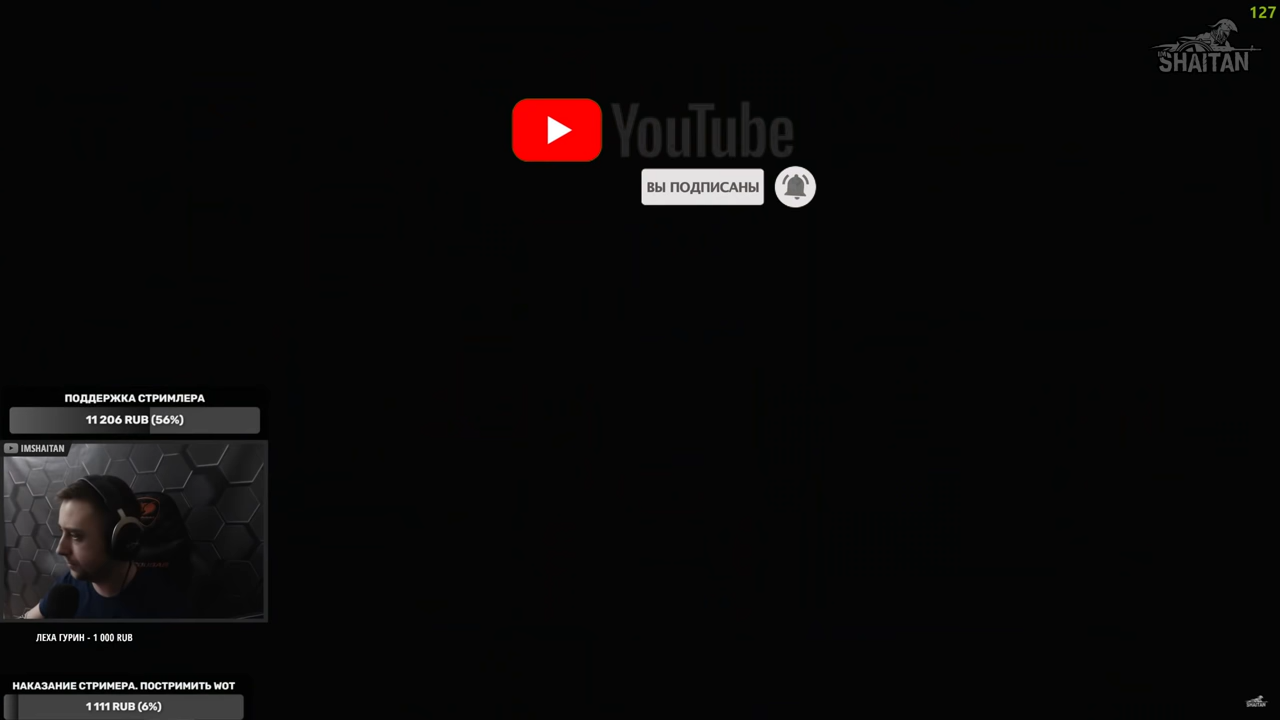 127
SHAITAN
YouTube
ВЫ ПОДПИСАНЫ
ПОДДЕРЖКА СТРИМЛЕРА
11 206 RUB (56%)
IMSHAITAN
ЛЕХА ГУРИН - 1 000 RUB
НАКАЗАНИЕ СТРИМЕРА. ПОСТРИМИТЬ WOT
1 111 RUB (6%)
SHAITAN